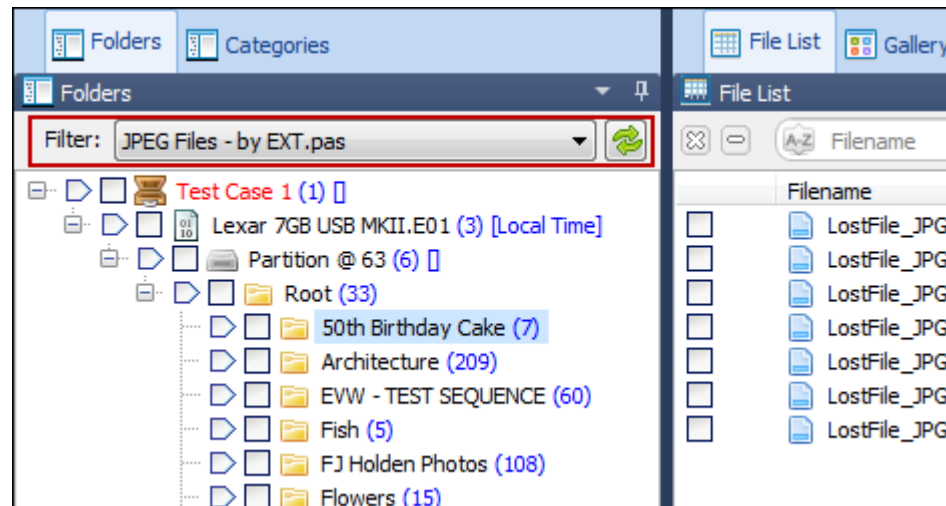 Folders
Categories
File List
Gallery
Folders
File List
Filter: JPEG Files - by EXT.pas
A-Z Filename
Test Case 1 (1) []
Filename
Lexar 7GB USB MKII.E01 (3) [Local Time]
LostFile_JPG
Partition @ 63 (6) []
LostFile_JPG
Root (33)
LostFile_JPG
50th Birthday Cake (7)
LostFile_JPG
Architecture (209)
LostFile_JPG
EVW - TEST SEQUENCE (60)
LostFile_JPG
Fish (5)
LostFile_JPG
FJ Holden Photos (108)
Flowers (15)